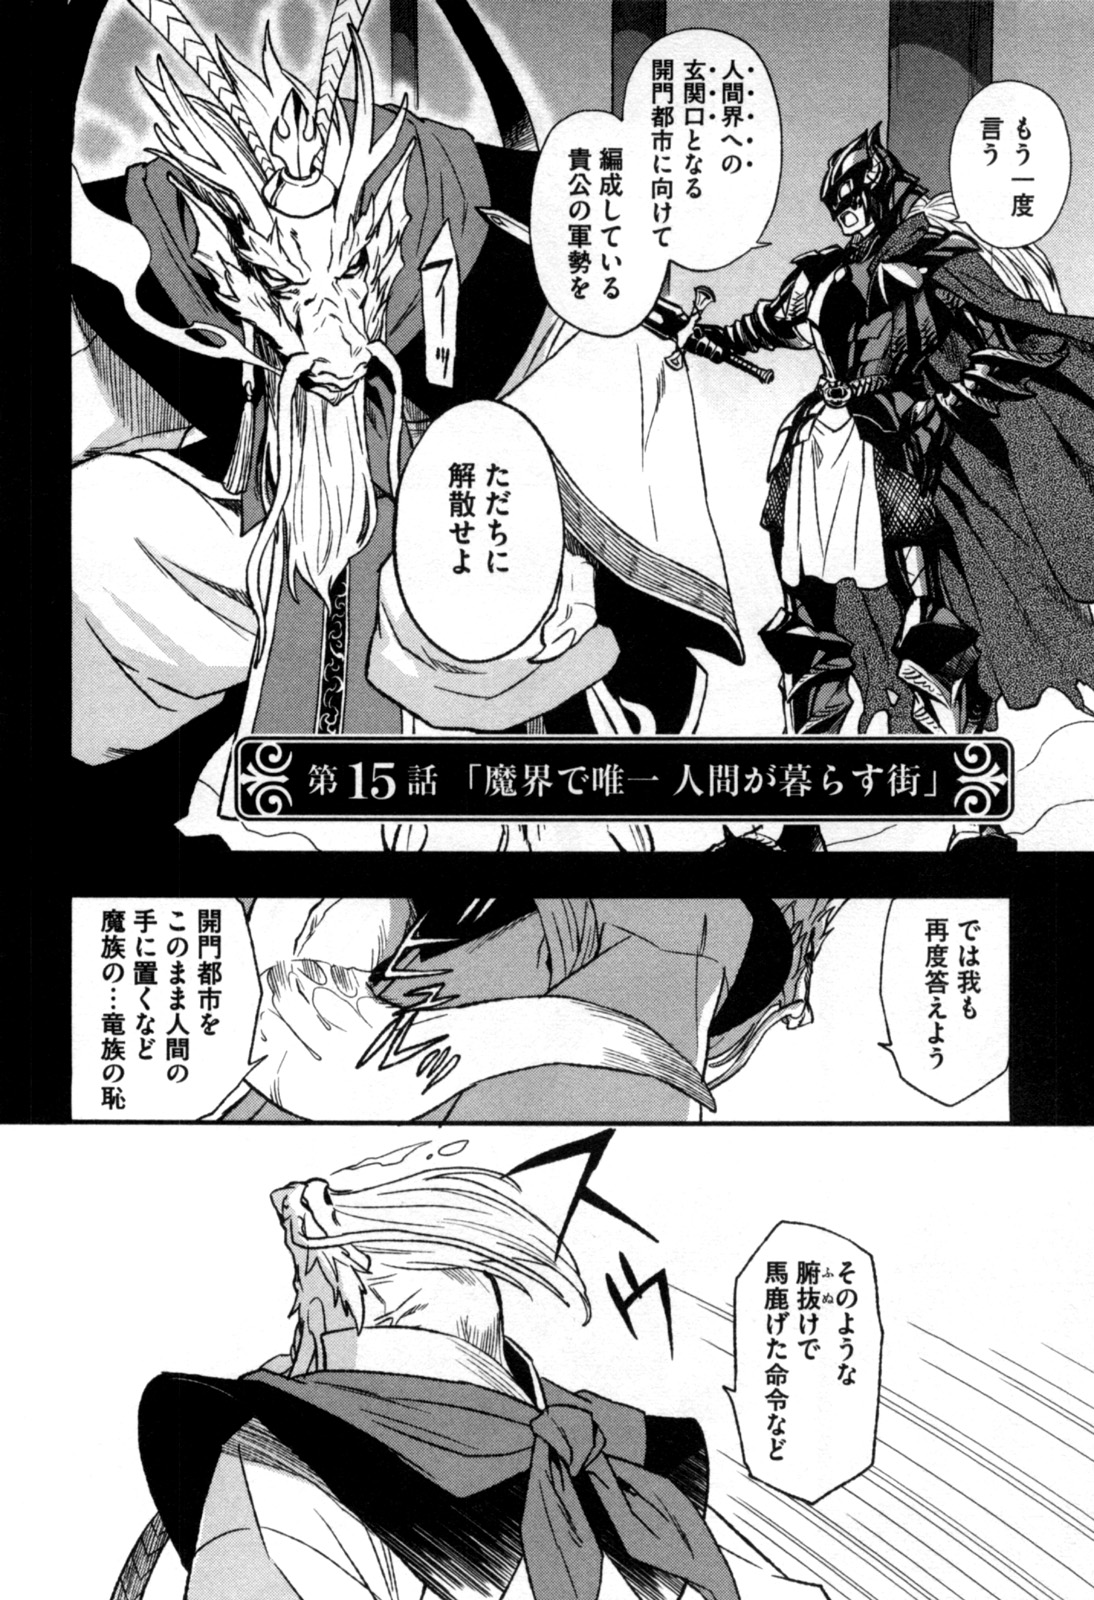 もう一度
言う
人間界への
玄関口となる
開門都市に向けて
編成している
貴公の軍勢を
フッ
ただちに
解散せよ
第15話 「魔界で唯一 人間が暮らす街」
では我も
再度答えよう
開門都市を
このまま人間の
手に置くなど
魔族の…竜族の恥
そのような
腑抜けで
馬鹿げた命令など